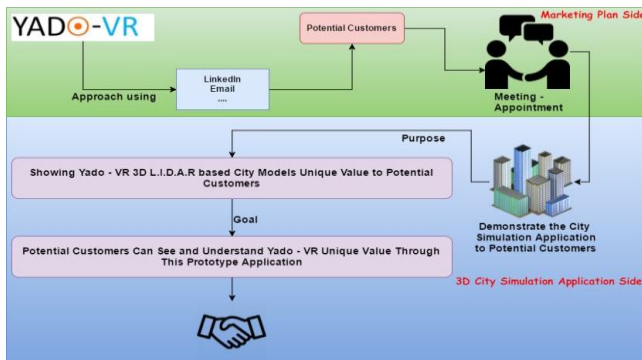 YADO-VR
Marketing Plan Side
Potential Customers
LinkedIn
Email
....
Approach using
Meeting -
Appointment
Purpose
Showing Yado - VR 3D L.I.D.A.R based City Models Unique Value to Potential
Customers
Goal
Demonstrate the City
Simulation Application
to Potential Customers
Potential Customers Can See and Understand Yado - VR Unique Value Through
This Prototype Application
3D City Simulation Application Side